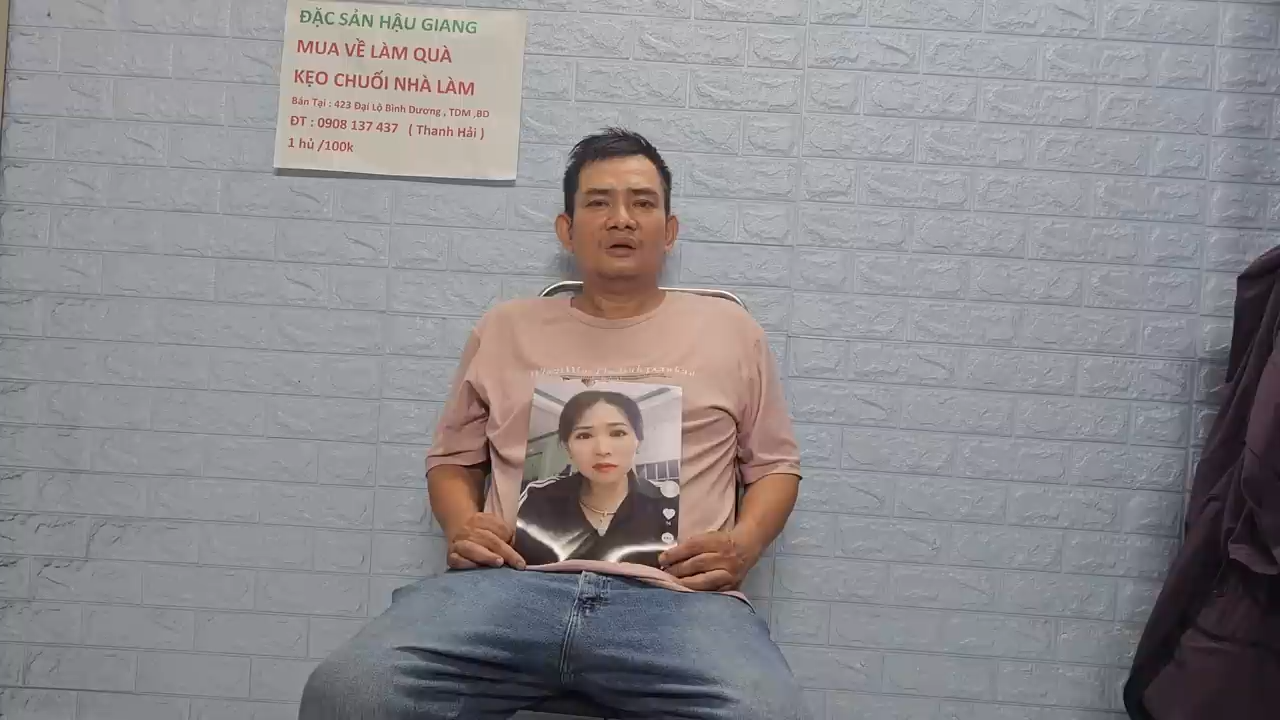 ĐẶC SẢN HẬU GIANG
MUA VỀ LÀM QUÀ
KẸO CHUỐI NHÀ LÀM
Bán Tại : 423 Đại Lộ Bình Dương , TDM ,BD
ĐT : 0908 137 437 ( Thanh Hải )
1 hủ /100k